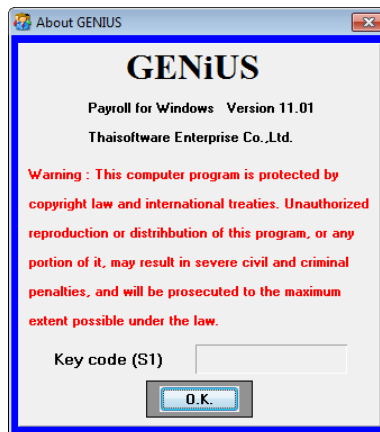 About GENIUS
GENiUS
Payroll for Windows Version 11.01
Thaisoftware Enterprise Co.,Ltd.
Warning : This computer program is protected by
copyright law and international treaties. Unauthorized
reproduction or distrihbution of this program, or any
portion of it, may result in severe civil and criminal
penalties, and will be prosecuted to the maximum
extent possible under the law.
Key code (S1)
O.K.